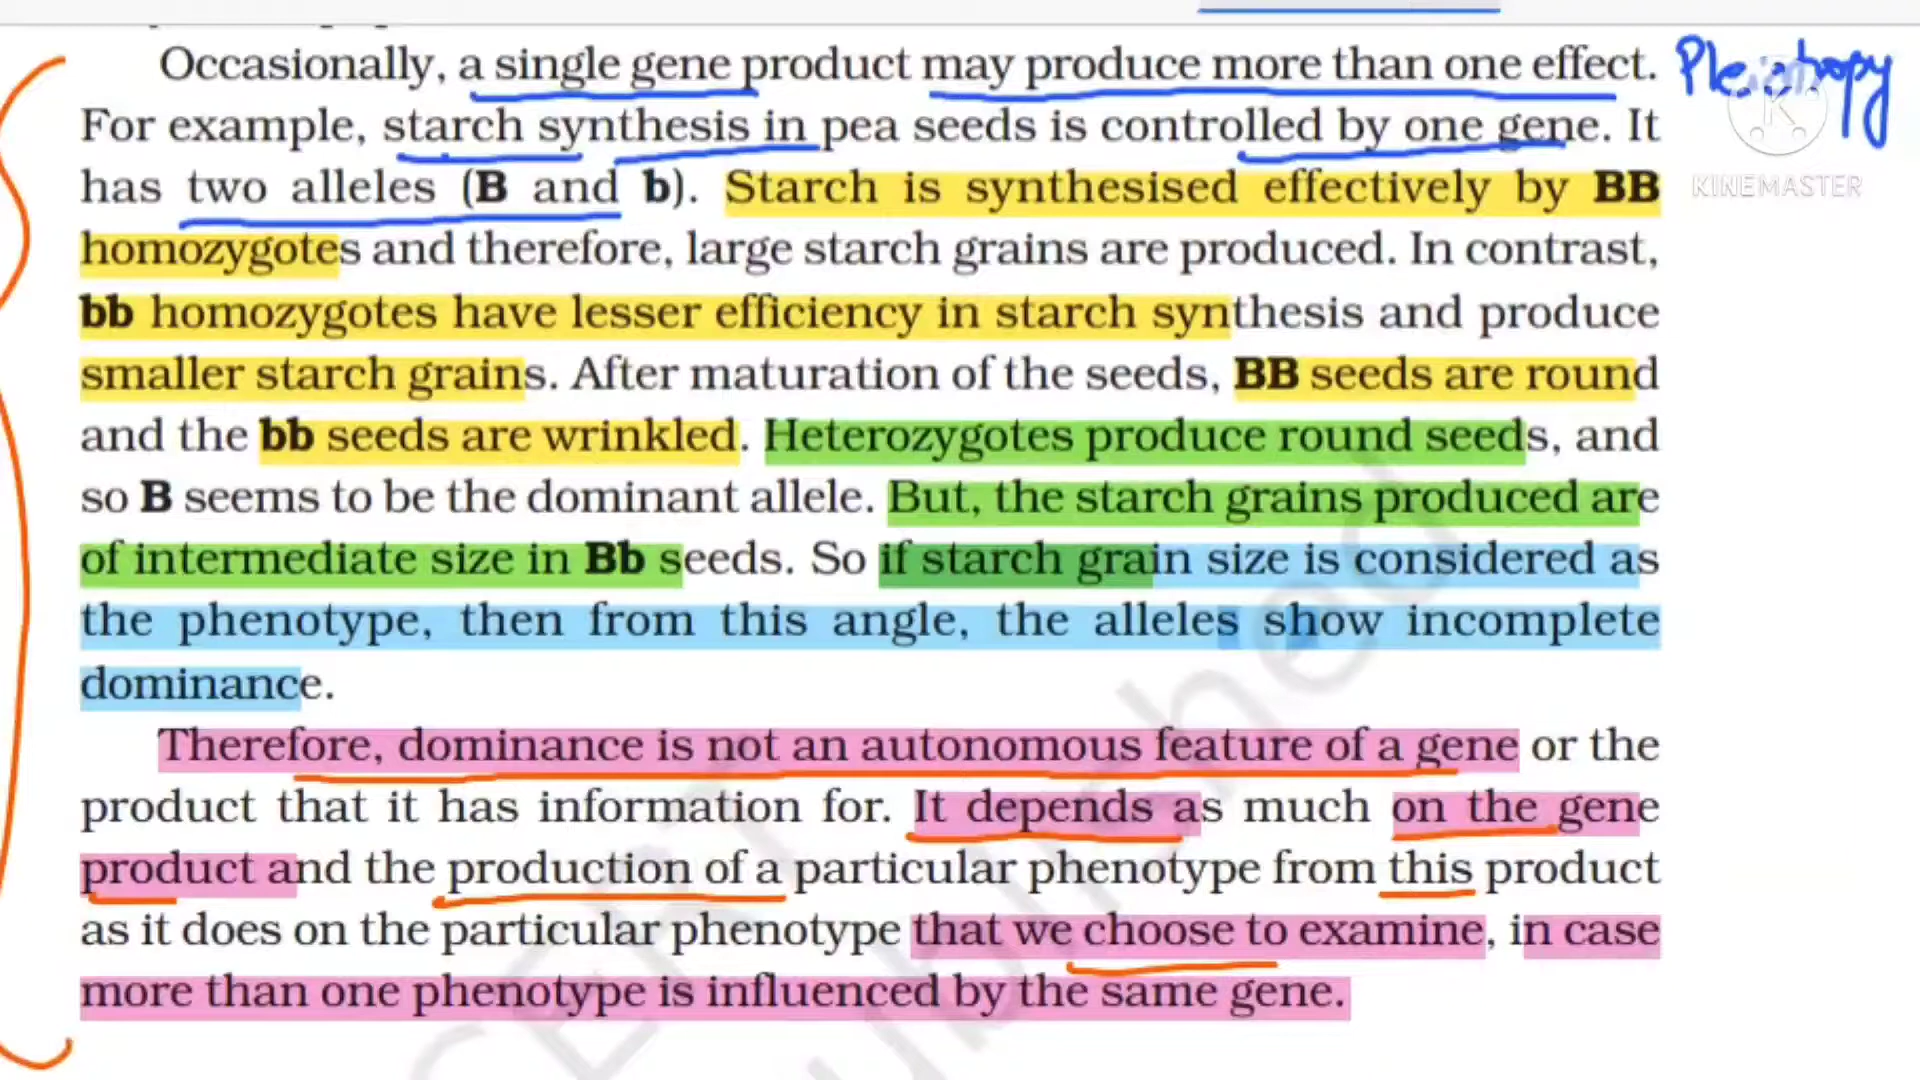 Occasionally, a single gene product may produce more than one effect. Pleiotropy
For example, starch synthesis in pea seeds is controlled by one gene. It
has two alleles (B and b). Starch is synthesised effectively by BB KINEMASTER
homozygotes and therefore, large starch grains are produced. In contrast,
bb homozygotes have lesser efficiency in starch synthesis and produce
smaller starch grains. After maturation of the seeds, BB seeds are round
and the bb seeds are wrinkled. Heterozygotes produce round seeds, and
so B seems to be the dominant allele. But, the starch grains produced are
of intermediate size in Bb seeds. So if starch grain size is considered as
the phenotype, then from this angle, the alleles show incomplete
dominance.
Therefore, dominance is not an autonomous feature of a gene or the
product that it has information for. It depends as much on the gene
product and the production of a particular phenotype from this product
as it does on the particular phenotype that we choose to examine, in case
more than one phenotype is influenced by the same gene.